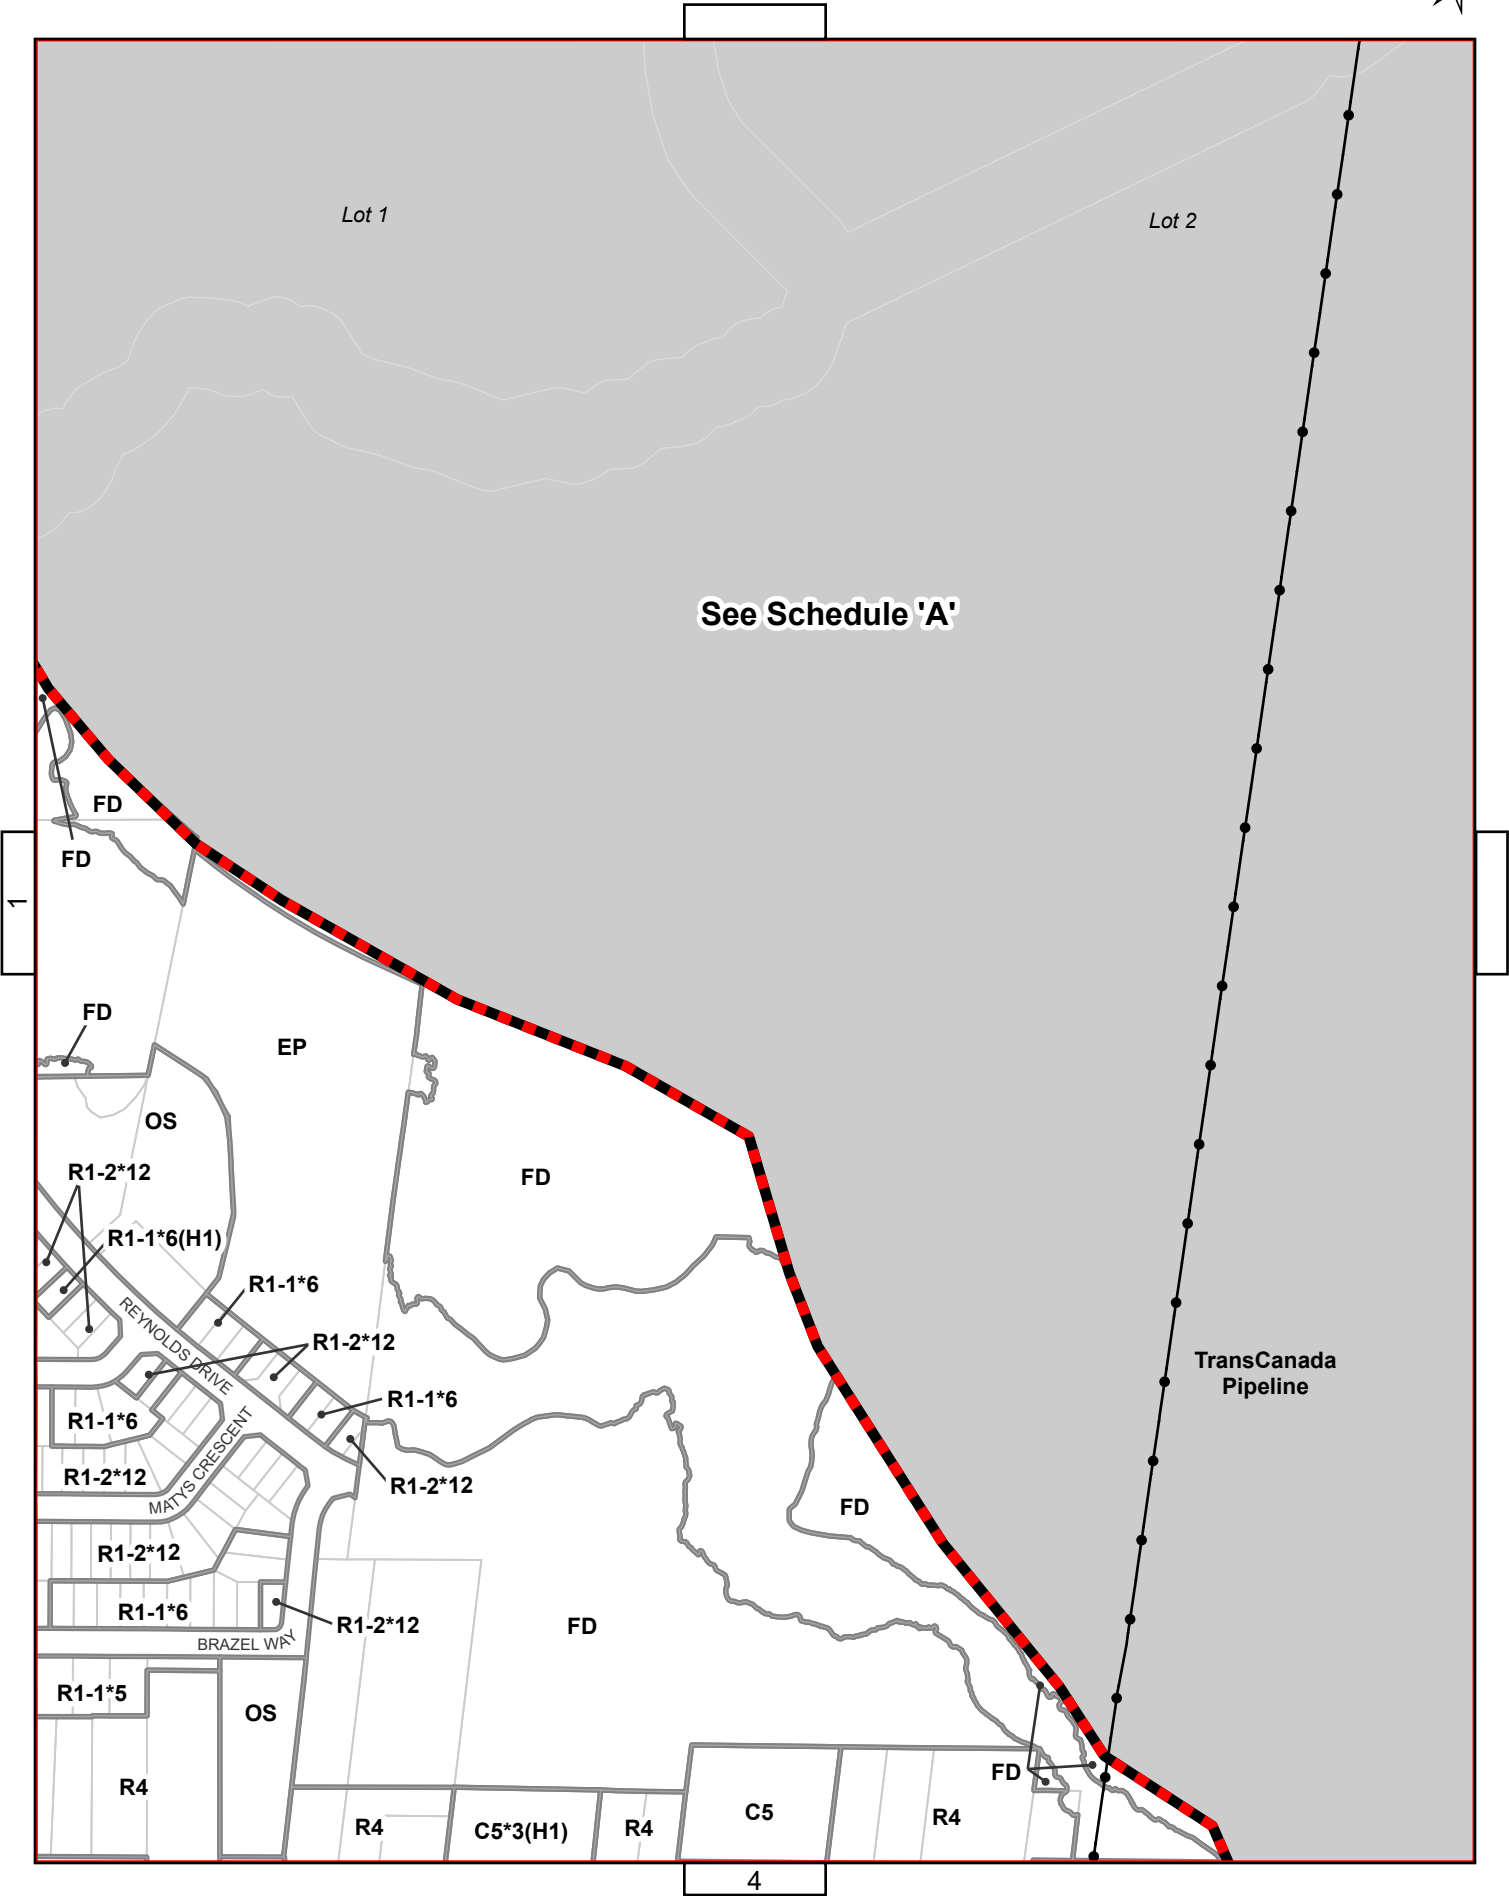 Lot 1
Lot 2
See Schedule 'A'
FD
FD
1
FD
EP
OS
R1-2*12
FD
R1-1*6(H1)
R1-1*6
REYNOLDS DRIVE
R1-2*12
TransCanada
Pipeline
R1-1*6
R1-1*6
MATYS CRESCENT
R1-2*12
R1-2*12
FD
R1-2*12
R1-1*6
R1-2*12
FD
BRAZEL WAY
R1-1*5
OS
FD
R4
C5
R4
R4
C5*3(H1)
R4
4